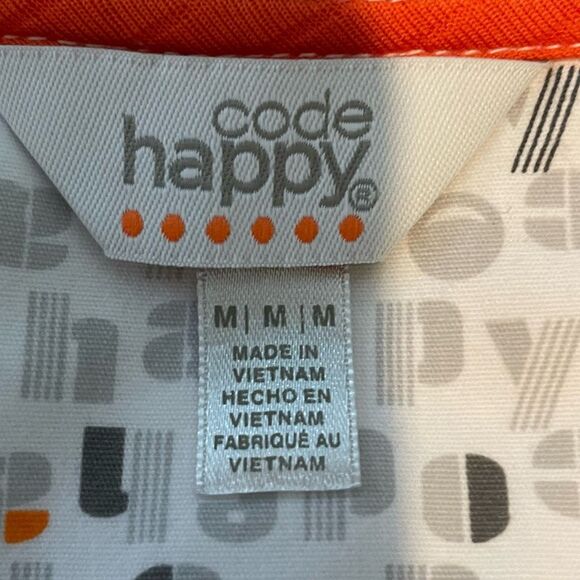 code
happy®
M| M |M
MADE IN
VIETNAM
HECHO EN
VIETNAM
FABRIQUÉ AU
VIETNAM